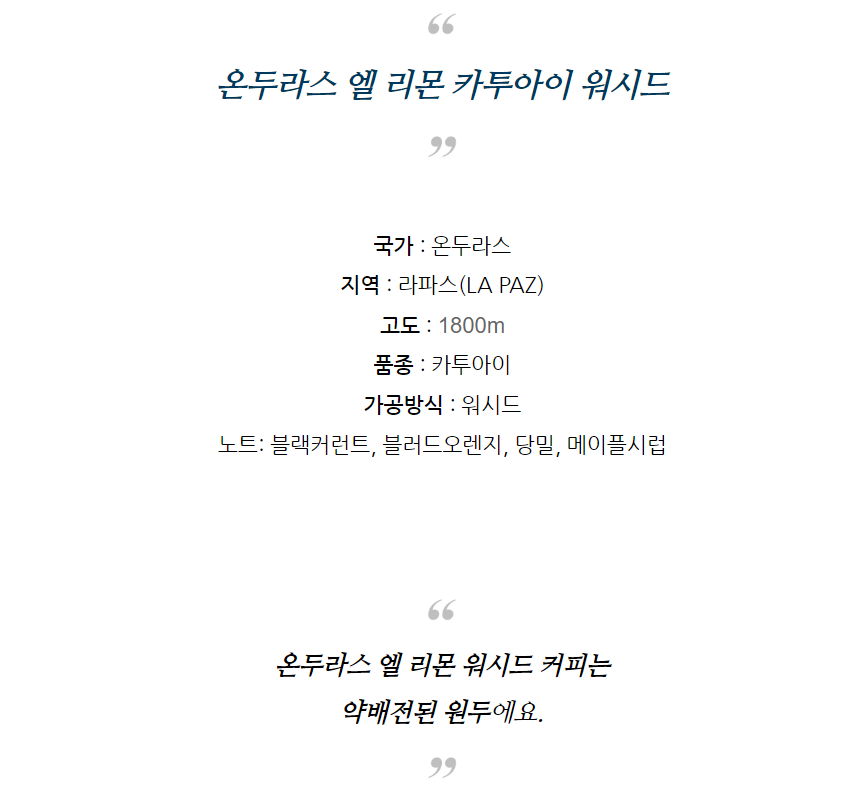 “
온두라스 엘 리몬 카투아이 워시드
”
국가 : 온두라스
지역 : 라파스(LA PAZ)
고도 : 1800m
품종 : 카투아이
가공방식 : 워시드
노트: 블랙커런트, 블러드오렌지, 당밀, 메이플시럽
“
온두라스 엘 리몬 워시드 커피는
약배전된 원두에요.
”